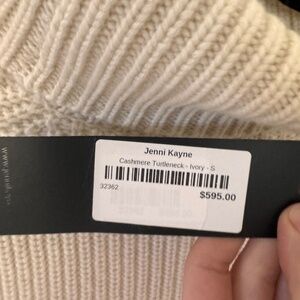 Jenni Kayne
Cashmere Turtleneck - Ivory - S
32362
$595.00